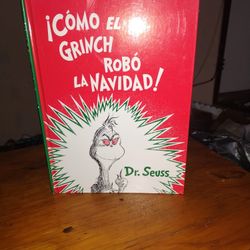 ¡CÓMO EL
GRINCH
ROBÓ
LA NAVIDAD!
Dr. Seuss